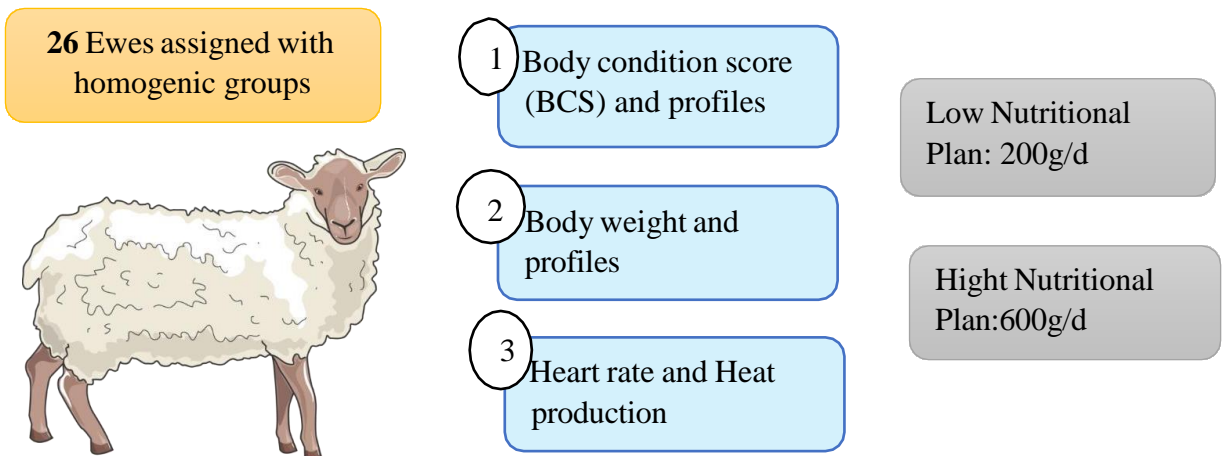 26 Ewes assigned with
homogenic groups
1
Body condition score
(BCS) and profiles
2
Body weight and
profiles
3
Heart rate and Heat
production
Low Nutritional
Plan: 200g/d
Hight Nutritional
Plan:600g/d